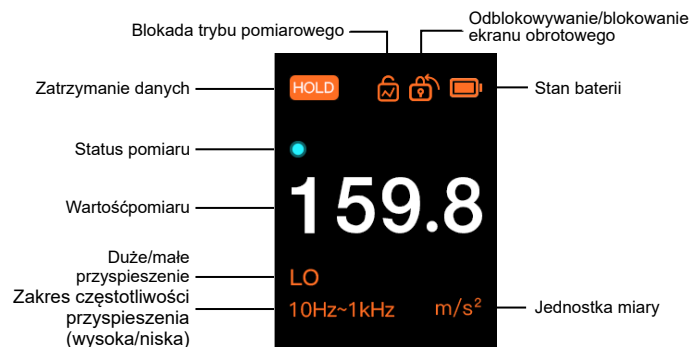 Blokada trybu pomiarowego
Odblokowywanie/blokowanie
ekranu obrotowego
Zatrzymanie danych
HOLD
Stan baterii
Status pomiaru
Wartośćpomiaru
159.8
Duże/małe
przyspieszenie
LO
Zakres częstotliwości
przyspieszenia
(wysoka/niska)
10Hz~1kHz
m/s²
Jednostka miary